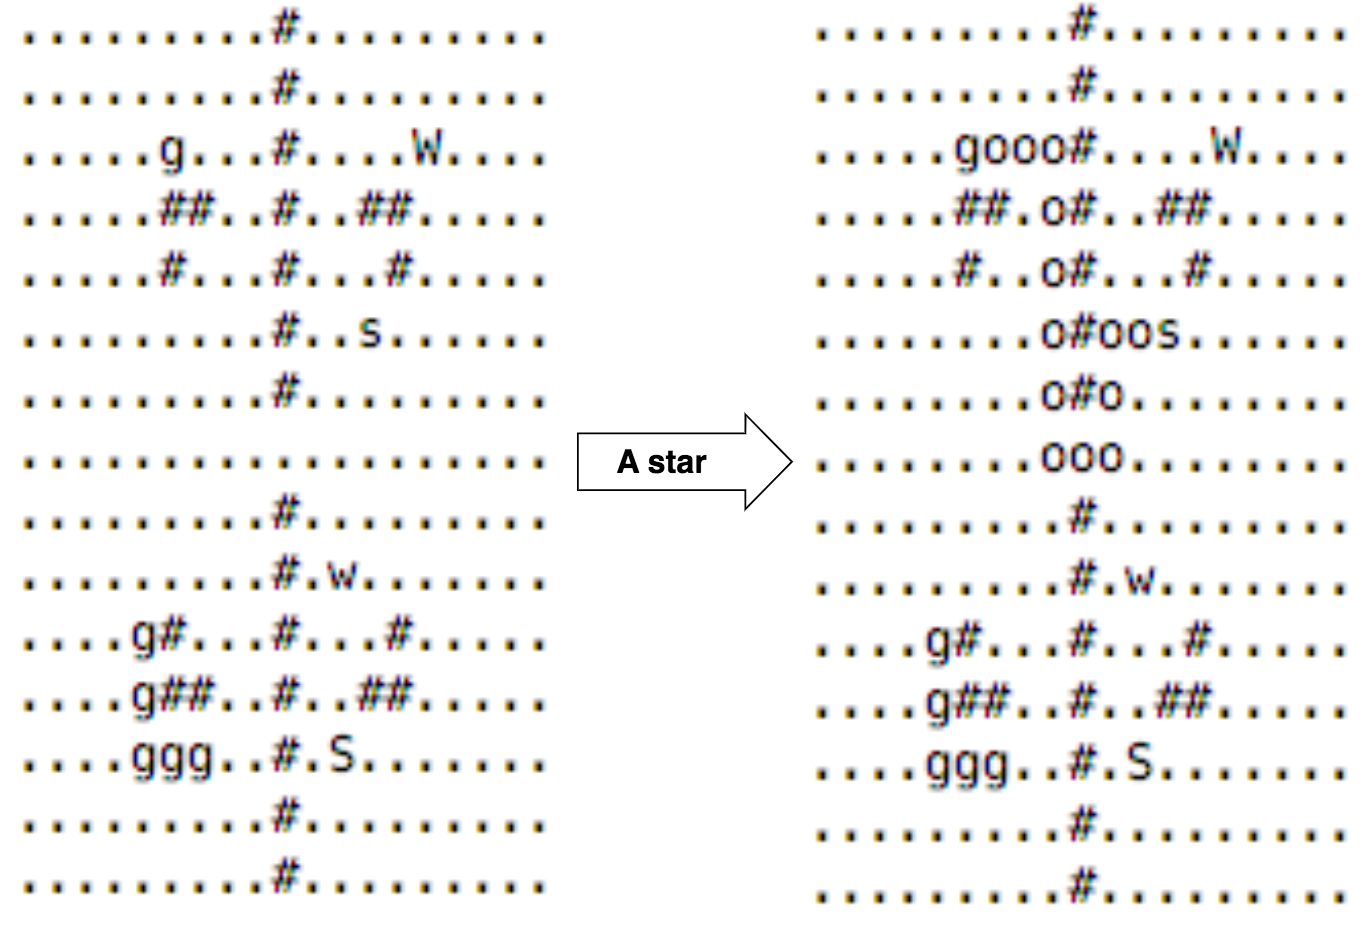 .........#.........
.........#.........
.....g...#....W....
.....##..#..##.....
.....#...#...#.....
.........#..s......
.........#.........
...................
.........#.........
.........#.w.......
....g#...#...#.....
....g##..#..##.....
....ggg..#.S.......
.........#.........
.........#.........
A star
.........#.........
.........#.........
.....gooo#....W....
.....##.o#..##.....
.....#..o#...#.....
........o#oos......
........o#o........
........ooo........
.........#.........
.........#.w.......
....g#...#...#.....
....g##..#..##.....
....ggg..#.S.......
.........#.........
.........#.........